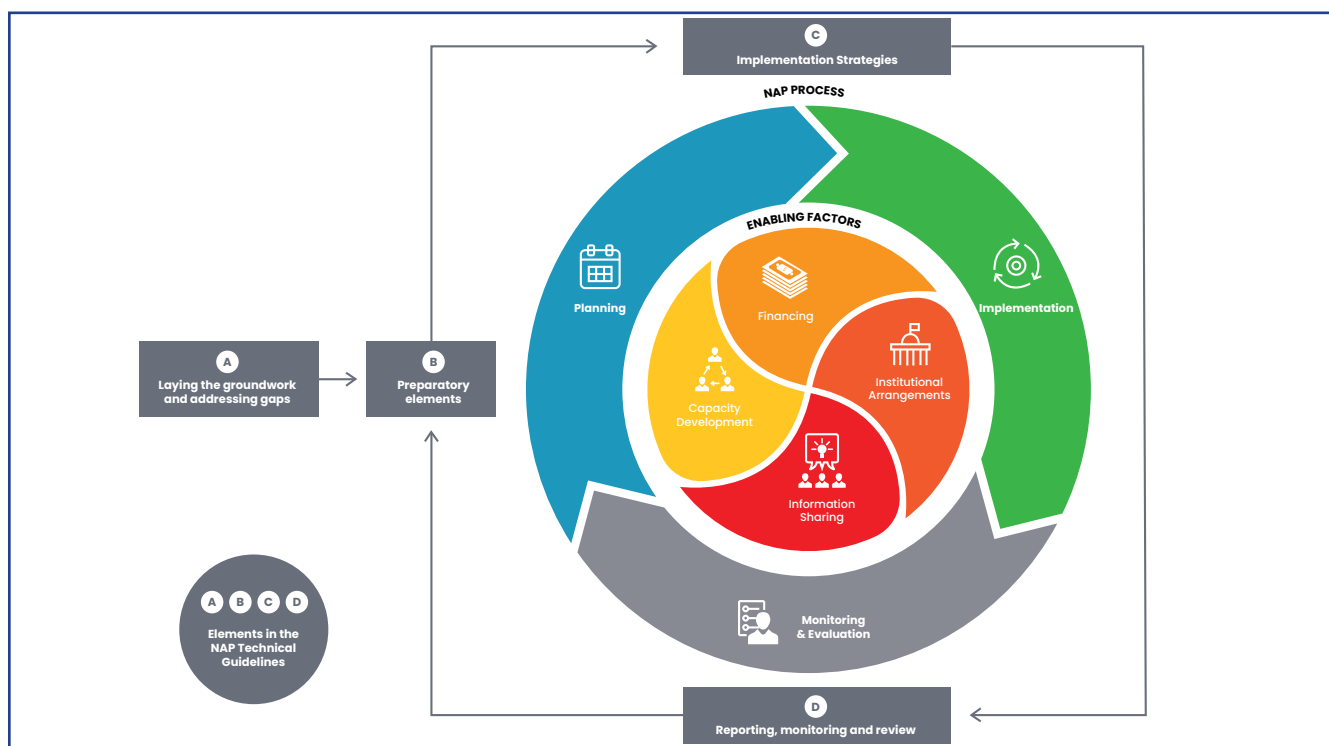 C
Implementation Strategies
NAP PROCESS
ENABLING FACTORS
Planning
Financing
Implementation
A
Laying the groundwork
and addressing gaps
B
Preparatory
elements
Capacity
Development
Institutional
Arrangements
Information
Sharing
A B C D
Elements in the
NAP Technical
Guidelines
Monitoring
& Evaluation
D
Reporting, monitoring and review